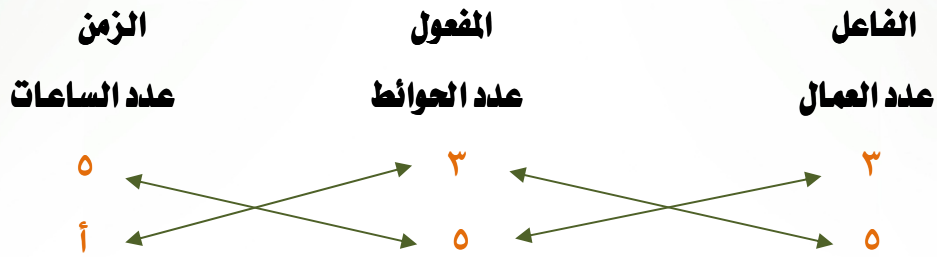 الفاعل المفعول الزمن
عدد العمال عدد الحوائط عدد الساعات
٣ ٣ ٥
٥ ٥ أ